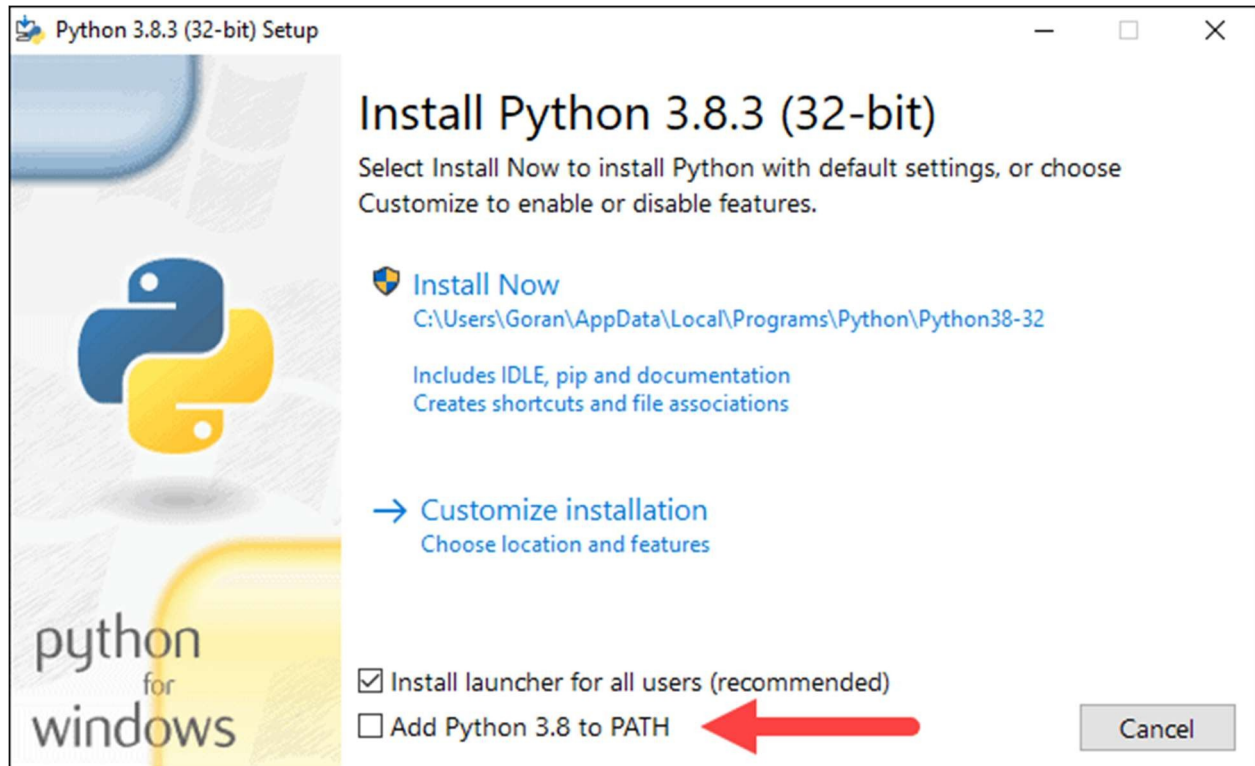 Python 3.8.3 (32-bit) Setup
Install Python 3.8.3 (32-bit)
Select Install Now to install Python with default settings, or choose
Customize to enable or disable features.
Install Now
C:\Users\Goran\AppData\Local\Programs\Python\Python38-32
Includes IDLE, pip and documentation
Creates shortcuts and file associations
Customize installation
Choose location and features
python
for
windows
Install launcher for all users (recommended)
Add Python 3.8 to PATH
Cancel